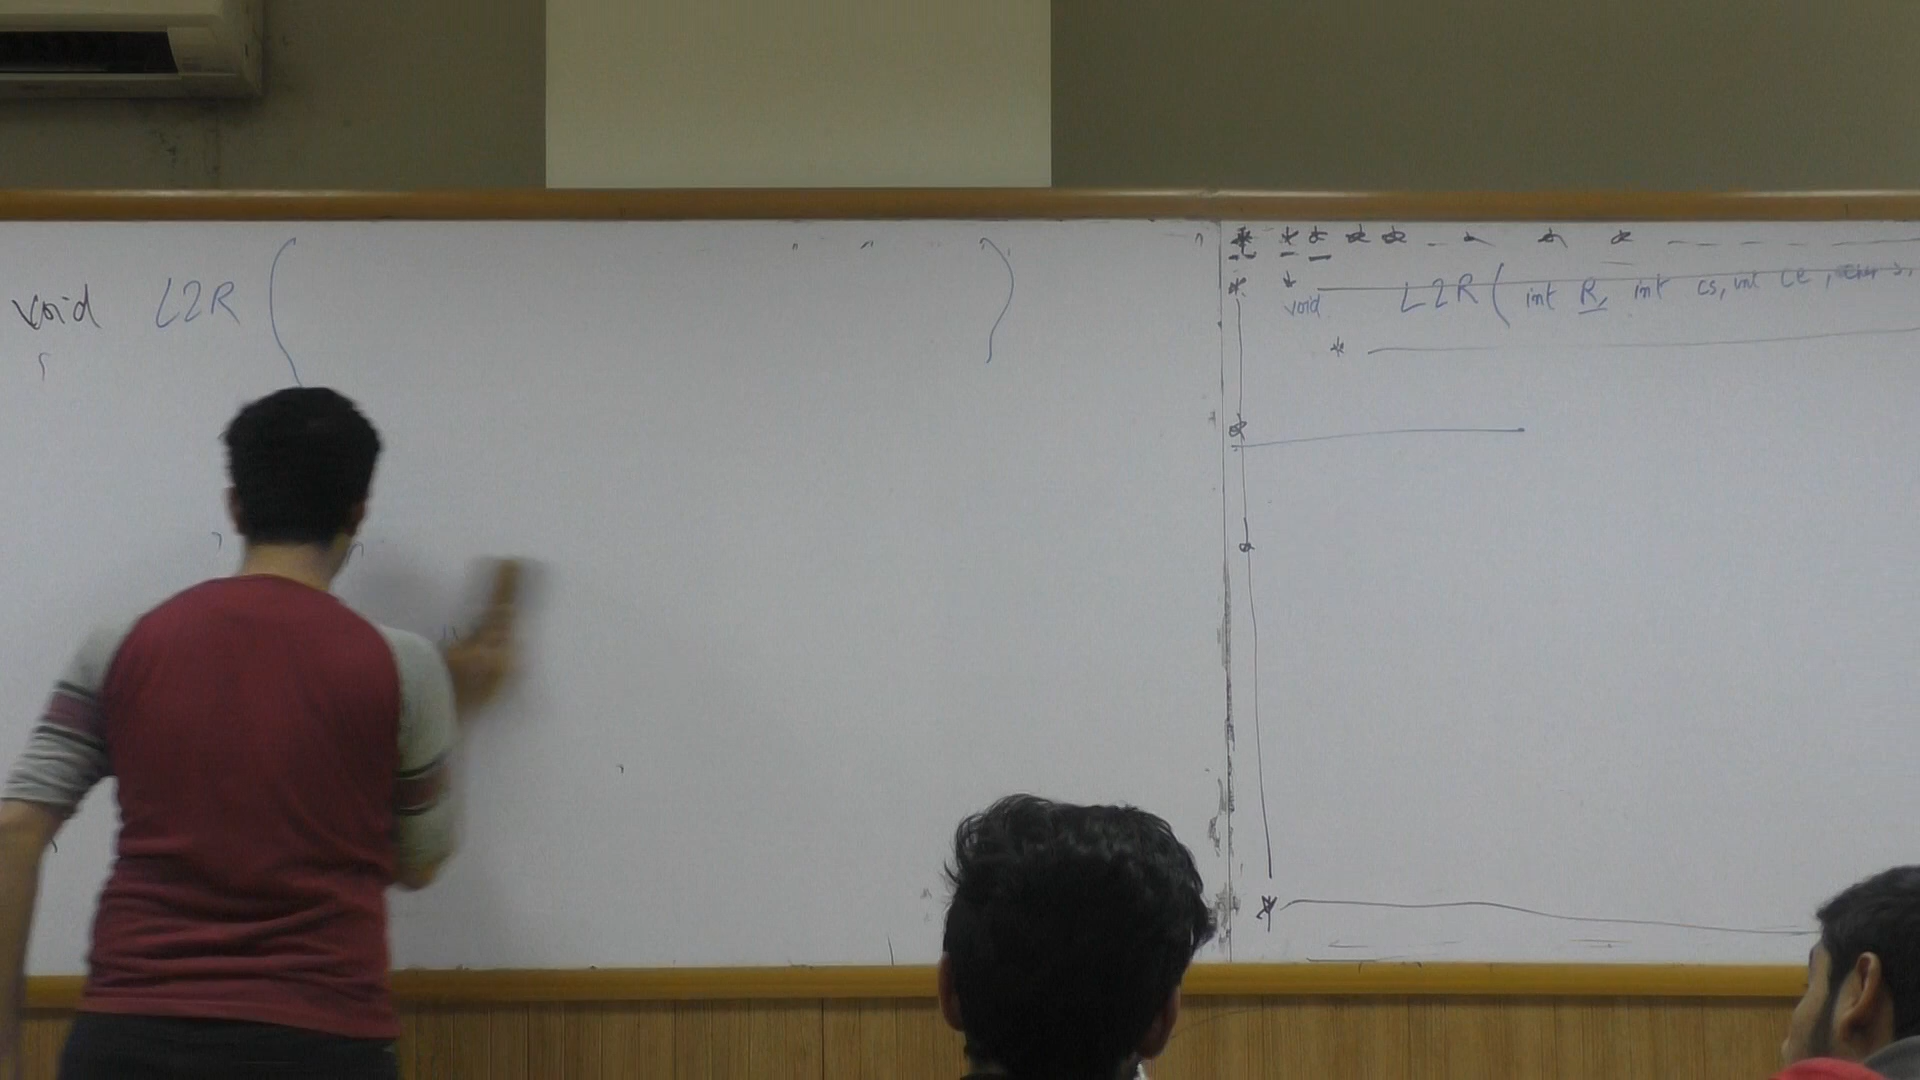 void L2R ( )
* * * * * - * * * - - - -
* void L2R ( int R, int cs, int ce,
*
*
*